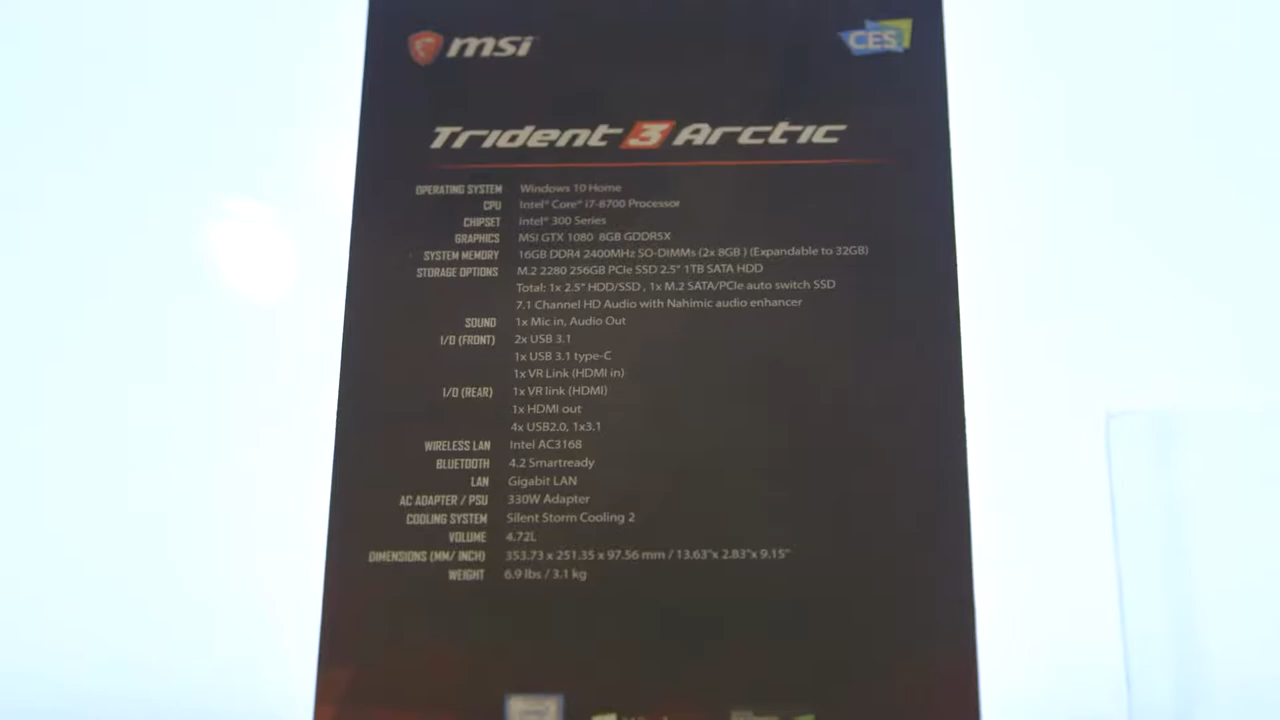 msi
CES
Trident 3 Arctic
OPERATING SYSTEM Windows 10 Home
CPU Intel® Core® i7-8700 Processor
CHIPSET Intel® 300 Series
GRAPHICS MSI GTX 1080 8GB GDDR5X
SYSTEM MEMORY 16GB DDR4 2400MHz SO-DIMMs (2x 8GB ) (Expandable to 32GB)
STORAGE OPTIONS M.2 2280 256GB PCIe SSD 2.5" 1TB SATA HDD
Total: 1x 2.5" HDD/SSD , 1x M.2 SATA/PCIe auto switch SSD
7.1 Channel HD Audio with Nahimic audio enhancer
SOUND 1x Mic in, Audio Out
I/O (FRONT) 2x USB 3.1
1x USB 3.1 type-C
1x VR Link (HDMI in)
I/O (REAR) 1x VR link (HDMI)
1x HDMI out
4x USB2.0, 1x3.1
WIRELESS LAN Intel AC3168
BLUETOOTH 4.2 Smartready
LAN Gigabit LAN
AC ADAPTER / PSU 330W Adapter
COOLING SYSTEM Silent Storm Cooling 2
VOLUME 4.72L
DIMENSIONS (MM/ INCH) 353.73 x 251.35 x 97.56 mm / 13.63"x 2.83"x 9.15"
WEIGHT 6.9 lbs / 3.1 kg